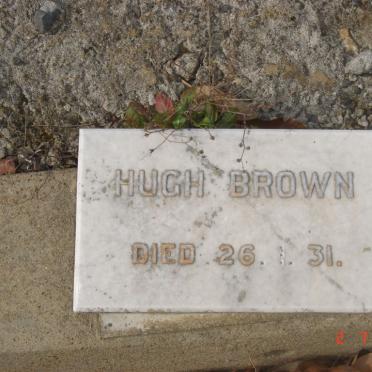 HUGH BROWN
DIED 26. 1. 31.